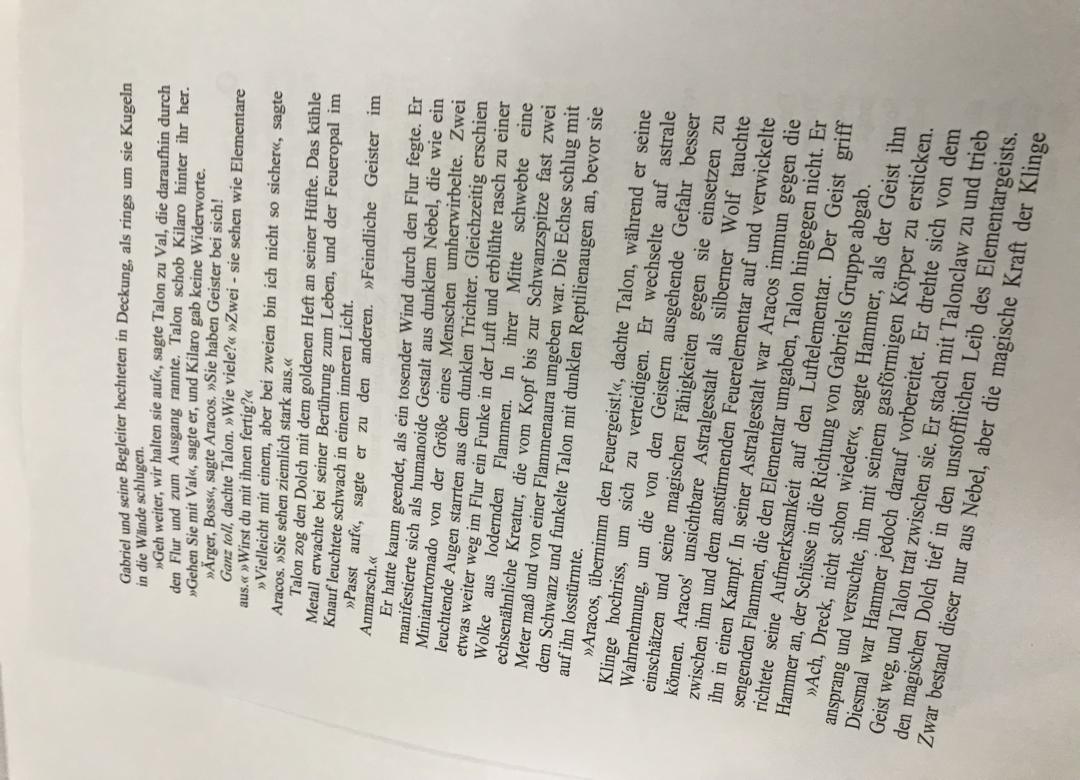 Gabriel und seine Begleiter hechteten in Deckung, als rings um sie Kugeln
in die Wände schlugen.
»Geh weiter, wir halten sie auf«, sagte Talon zu Val, die daraufhin durch
den Flur und zum Ausgang rannte. Talon schob Kilaro hinter ihr her.
»Gehen Sie mit Val«, sagte er, und Kilaro gab keine Widerworte.
»Ärger, Boss«, sagte Aracos. »Sie haben Geister bei sich!
Ganz toll, dachte Talon. »Wie viele?« »Zwei - sie sehen wie Elementare
aus.« »Wirst du mit ihnen fertig?«
»Vielleicht mit einem, aber bei zweien bin ich nicht so sicher«, sagte
Aracos. »Sie sehen ziemlich stark aus.«
Talon zog den Dolch mit dem goldenen Heft an seiner Hüfte. Das kühle
Metall erwachte bei seiner Berührung zum Leben, und der Feueropal im
Knauf leuchtete schwach in einem inneren Licht.
»Passt auf«, sagte er zu den anderen. »Feindliche Geister im
Anmarsch.«
Er hatte kaum geendet, als ein tosender Wind durch den Flur fegte. Er
manifestierte sich als humanoide Gestalt aus dunklem Nebel, die wie ein
Miniaturtornado von der Größe eines Menschen umherwirbelte. Zwei
leuchtende Augen starrten aus dem dunklen Trichter. Gleichzeitig erschien
etwas weiter weg im Flur ein Funke in der Luft und erblühte rasch zu einer
Wolke aus lodernden Flammen. In ihrer Mitte schwebte eine
echsenähnliche Kreatur, die vom Kopf bis zur Schwanzspitze fast zwei
Meter maß und von einer Flammenaura umgeben war. Die Echse schlug mit
dem Schwanz und funkelte Talon mit dunklen Reptilienaugen an, bevor sie
auf ihn losstürmte.
»Aracos, übernimm den Feuergeist!«, dachte Talon, während er seine
Klinge hochriss, um sich zu verteidigen. Er wechselte auf astrale
Wahrnehmung, um die von den Geistern ausgehende Gefahr besser
einschätzen und seine magischen Fähigkeiten gegen sie einsetzen zu
können. Aracos' unsichtbare Astralgestalt als silberner Wolf tauchte
zwischen ihm und dem anstürmenden Feuerelementar auf und verwickelte
ihn in einen Kampf. In seiner Astralgestalt war Aracos immun gegen die
sengenden Flammen, die den Elementar umgaben, Talon hingegen nicht. Er
richtete seine Aufmerksamkeit auf den Luftelementar. Der Geist griff
Hammer an, der Schüsse in die Richtung von Gabriels Gruppe abgab.
»Ach, Dreck, nicht schon wieder«, sagte Hammer, als der Geist ihn
ansprang und versuchte, ihn mit seinem gasförmigen Körper zu ersticken.
Diesmal war Hammer jedoch darauf vorbereitet. Er drehte sich von dem
Geist weg, und Talon trat zwischen sie. Er stach mit Talonclaw zu und trieb
den magischen Dolch tief in den unstofflichen Leib des Elementargeists.
Zwar bestand dieser nur aus Nebel, aber die magische Kraft der Klinge